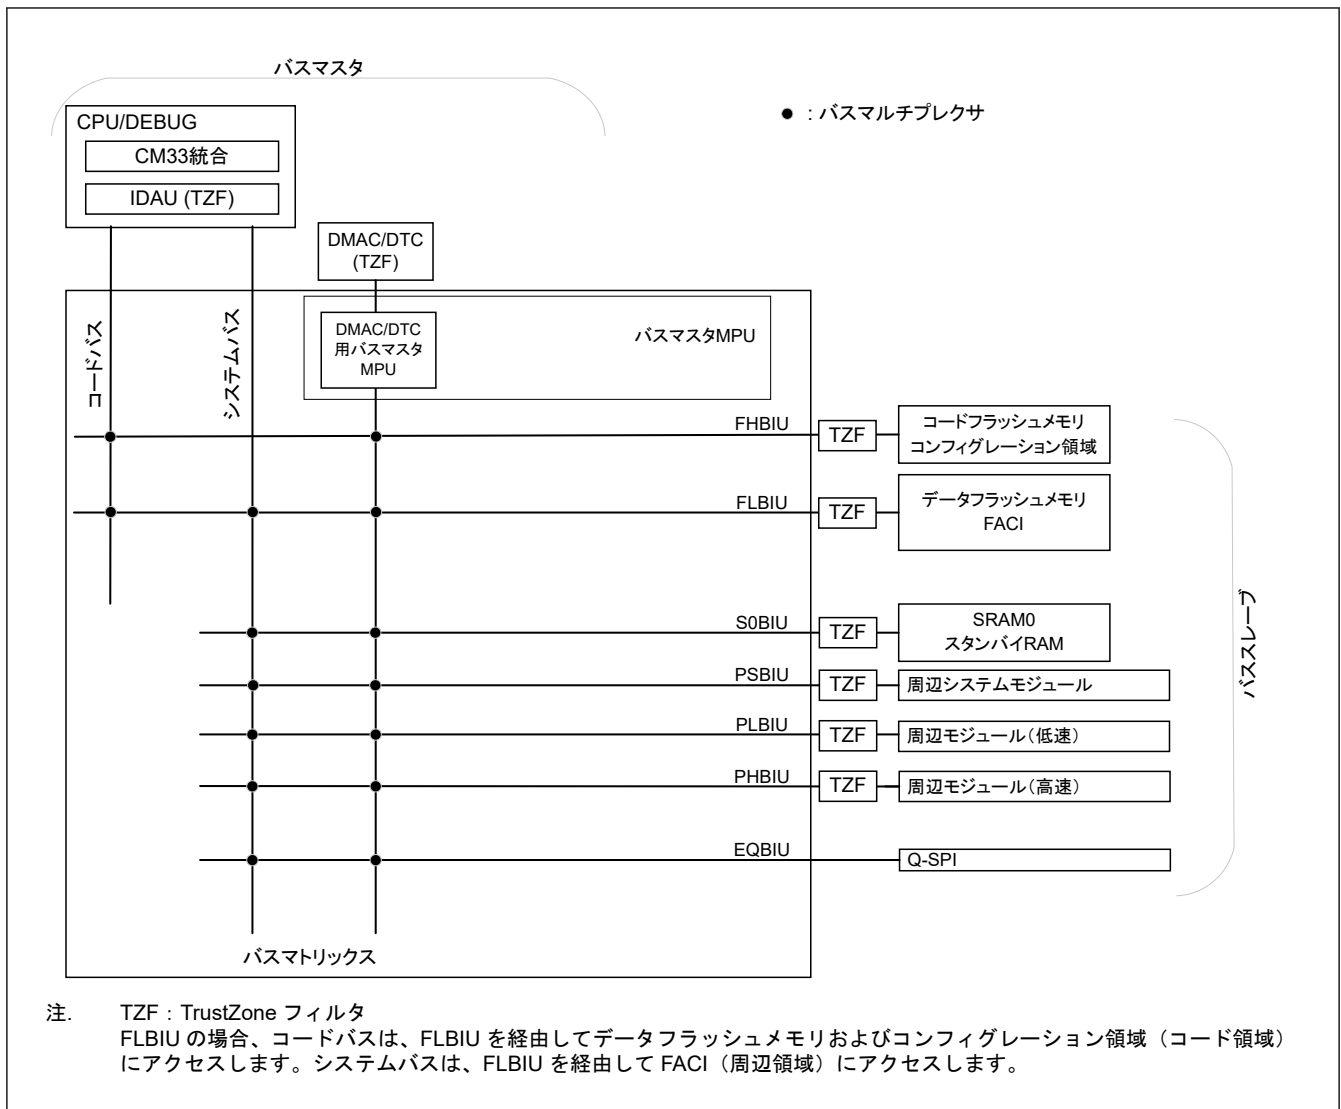 バスマスタ
● : バスマルチプレクサ
CPU/DEBUG
CM33統合
IDAU (TZF)
DMAC/DTC
(TZF)
コードバス
システムバス
DMAC/DTC
用バスマスタ
MPU
バスマスタMPU
FHBIU
TZF
コードフラッシュメモリ
コンフィグレーション領域
FLBIU
TZF
データフラッシュメモリ
FACI
S0BIU
TZF
SRAM0
スタンバイRAM
PSBIU
TZF
周辺システムモジュール
PLBIU
TZF
周辺モジュール(低速)
PHBIU
TZF
周辺モジュール(高速)
EQBIU
Q-SPI
バススレーブ
バスマトリックス
注. TZF : TrustZone フィルタ
FLBIU の場合、コードバスは、FLBIU を経由してデータフラッシュメモリおよびコンフィグレーション領域(コード領域)
にアクセスします。システムバスは、FLBIU を経由して FACI(周辺領域)にアクセスします。